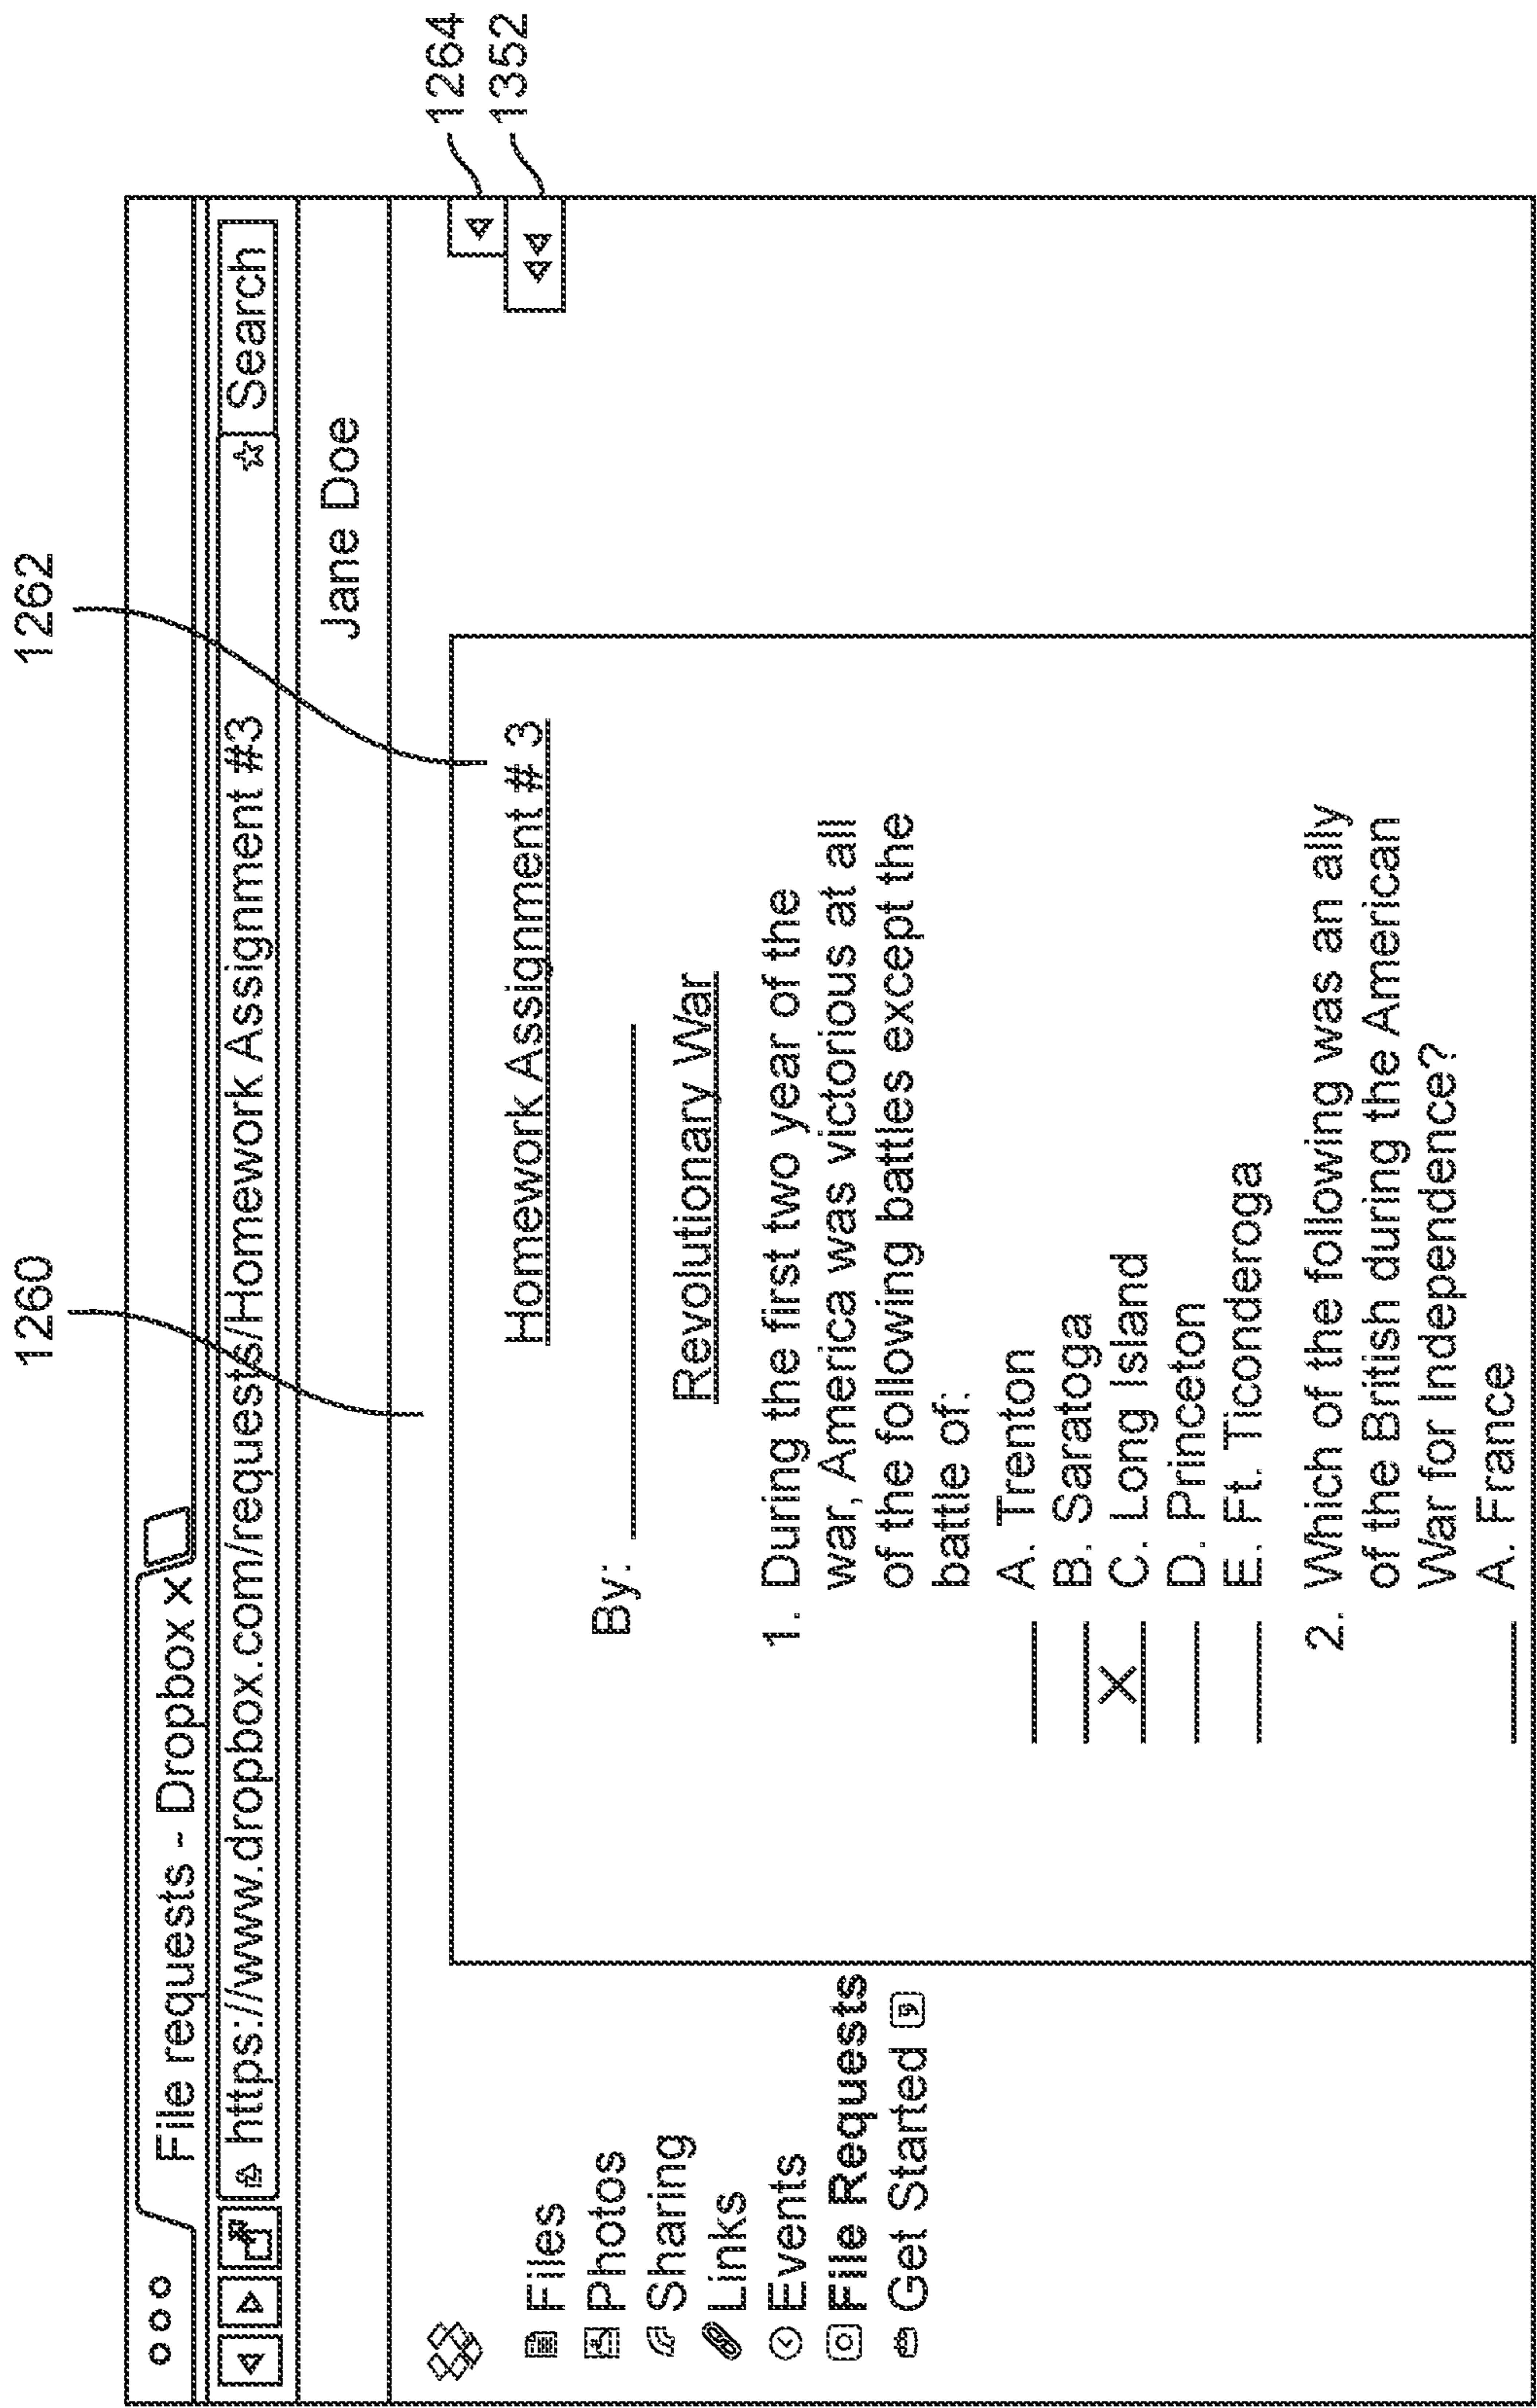 1260
1262
File requests - Dropbox x
https://www.dropbox.com/requests/Homework Assignment #3
Search
Jane Doe
1264
1352
Files
Photos
Sharing
Links
Events
File Requests
Get Started
Homework Assignment # 3
By:
Revolutionary War
1. During the first two year of the
war, America was victorious at all
of the following battles except the
battle of:
A. Trenton
B. Saratoga
X C. Long Island
D. Princeton
E. Ft. Ticonderoga
2. Which of the following was an ally
of the British during the American
War for Independence?
A. France